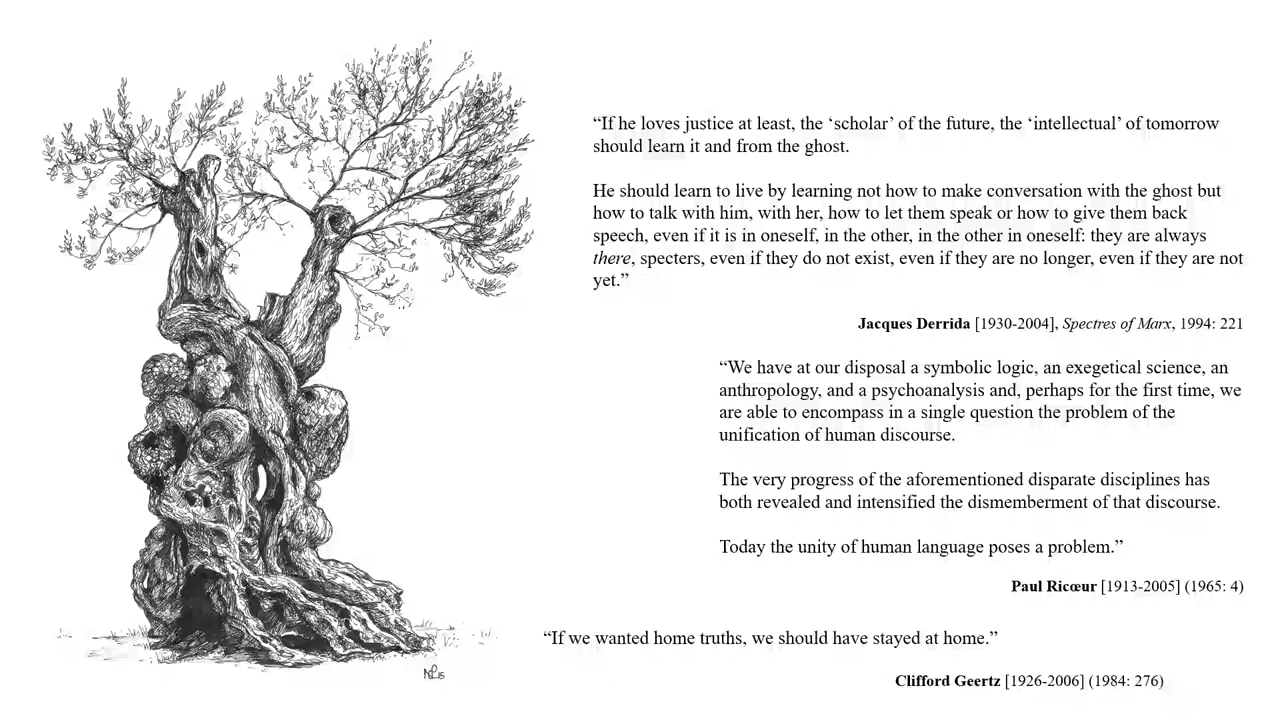 “If he loves justice at least, the ‘scholar’ of the future, the ‘intellectual’ of tomorrow
should learn it and from the ghost.
He should learn to live by learning not how to make conversation with the ghost but
how to talk with him, with her, how to let them speak or how to give them back
speech, even if it is in oneself, in the other, in the other in oneself: they are always
there, specters, even if they do not exist, even if they are no longer, even if they are not
yet.”
Jacques Derrida [1930-2004], Spectres of Marx, 1994: 221
“We have at our disposal a symbolic logic, an exegetical science, an
anthropology, and a psychoanalysis and, perhaps for the first time, we
are able to encompass in a single question the problem of the
unification of human discourse.
The very progress of the aforementioned disparate disciplines has
both revealed and intensified the dismemberment of that discourse.
Today the unity of human language poses a problem.”
Paul Ricœur [1913-2005] (1965: 4)
“If we wanted home truths, we should have stayed at home.”
Clifford Geertz [1926-2006] (1984: 276)